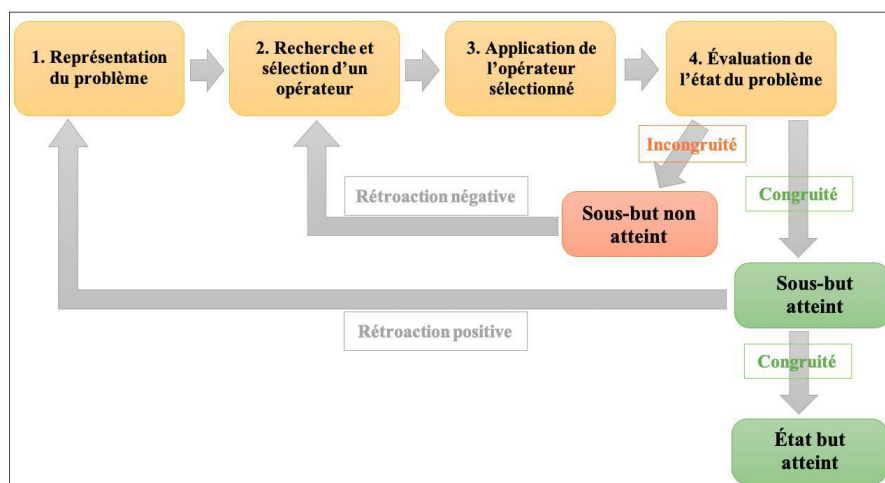 1. Représentation
du problème
2. Recherche et
sélection d’un
opérateur
3. Application de
l’opérateur
sélectionné
4. Évaluation de
l’état du problème
Incongruité
Congruité
Rétroaction négative
Sous-but non
atteint
Sous-but
atteint
Rétroaction positive
Congruité
État but
atteint